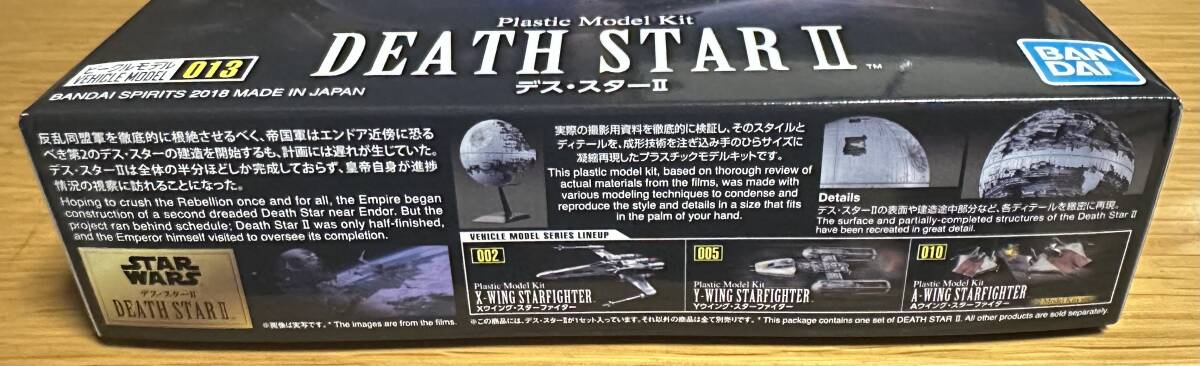 Plastic Model Kit
DEATH STAR II™
デス・スターII
ビークルモデル
VEHICLE MODEL
013
BANDAI SPIRITS 2018 MADE IN JAPAN
BAN
DAI
反乱同盟軍を徹底的に根絶させるべく、帝国軍はエンドア近傍に恐る
べき第2のデス・スターの建造を開始するも、計画には遅れが生じていた。
デス・スターIIは全体の半分ほどしか完成しておらず、皇帝自身が進捗
情況の視察に訪れることになった。
Hoping to crush the Rebellion once and for all, the Empire began
construction of a second dreaded Death Star near Endor. But the
project ran behind schedule; Death Star II was only half-finished,
and the Emperor himself visited to oversee its completion.
STAR
WARS
デス・スターII
DEATH STAR II
※画像は実写です。 * The images are from the films.
実際の撮影用資料を徹底的に検証し、そのスタイルと
ディテールを、成形技術を注ぎ込み手のひらサイズに
凝縮再現したプラスチックモデルキットです。
This plastic model kit, based on thorough review of
actual materials from the films, was made with
various modeling techniques to condense and
reproduce the style and details in a size that fits
in the palm of your hand.
Details
デス・スターIIの表面や建造途中部分など、各ディテールを緻密に再現。
The surface and partially-completed structures of the Death Star II
have been recreated in great detail.
VEHICLE MODEL SERIES LINEUP
002
Plastic Model Kit
X-WING STARFIGHTER™
Xウイング・スターファイター
005
Plastic Model Kit
Y-WING STARFIGHTER™
Yウイング・スターファイター
010
Plastic Model Kit
A-WING STARFIGHTER™
Aウイング・スターファイター
※この商品には、デス・スターIIが1セット入っています。それ以外の商品は全て別売りです。 * This package contains one set of DEATH STAR II. All other products are sold separately.